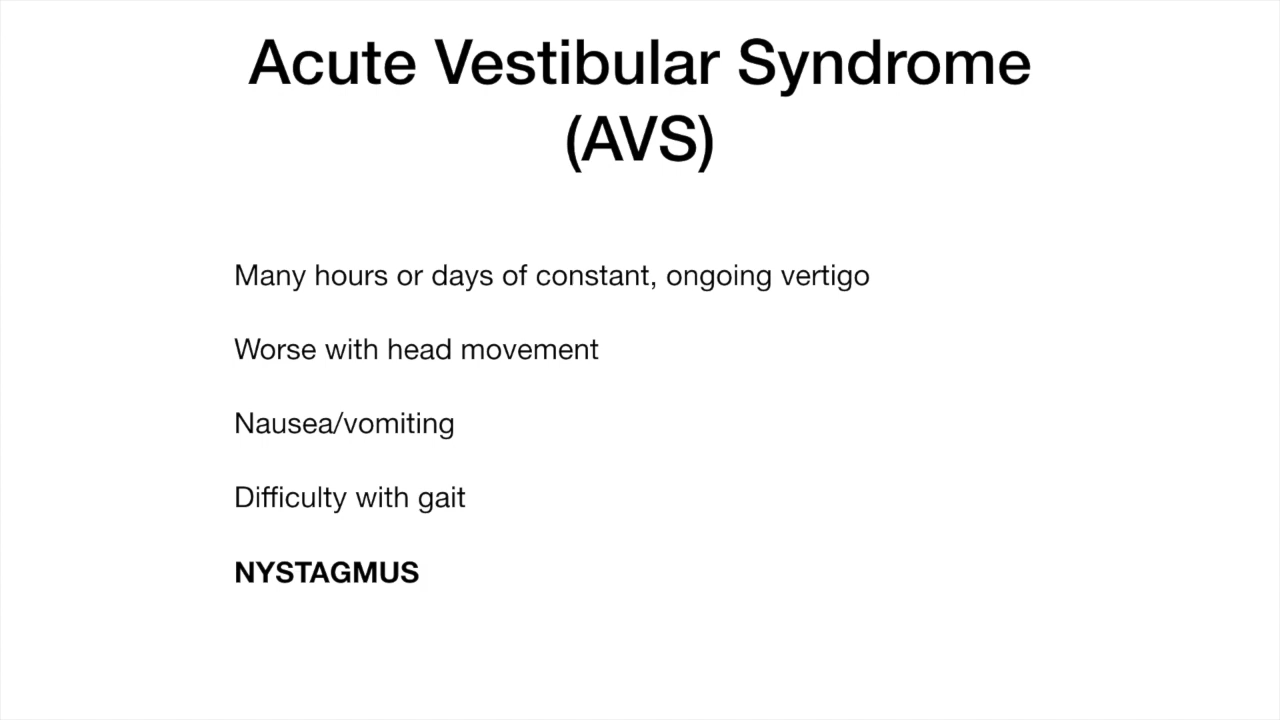 Acute Vestibular Syndrome
(AVS)
Many hours or days of constant, ongoing vertigo
Worse with head movement
Nausea/vomiting
Difficulty with gait
NYSTAGMUS